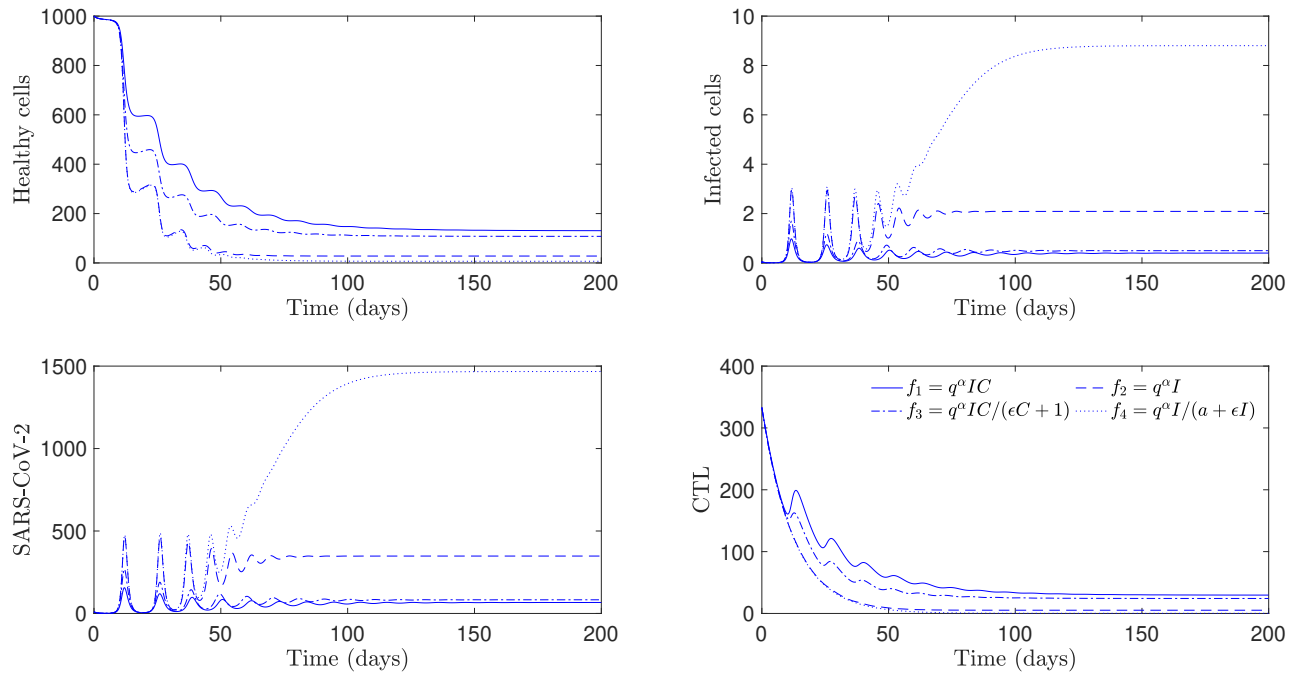 1000
800
600
400
200
0
Healthy cells
0 50 100 150 200
Time (days)
10
8
6
4
2
0
Infected cells
0 50 100 150 200
Time (days)
1500
1000
500
0
SARS-CoV-2
0 50 100 150 200
Time (days)
400
300
200
100
0
CTL
f₁ = q^α IC
f₂ = q^α I
f₃ = q^α IC/(ϵC + 1)
f₄ = q^α I/(a + ϵI)
0 50 100 150 200
Time (days)